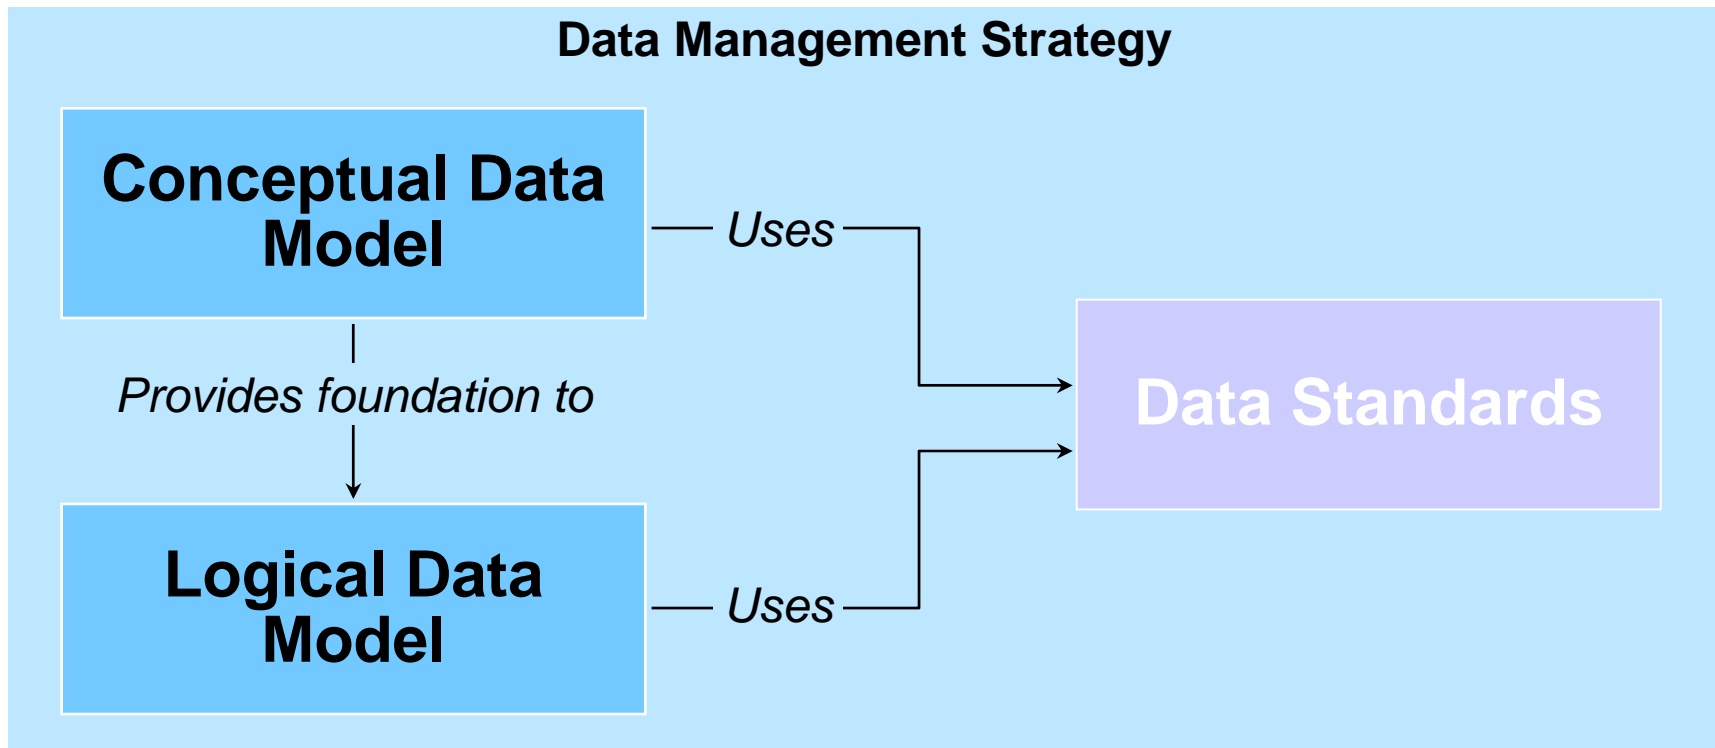 Data Management Strategy
Conceptual Data
Model
Uses
Provides foundation to
Data Standards
Logical Data
Model
Uses